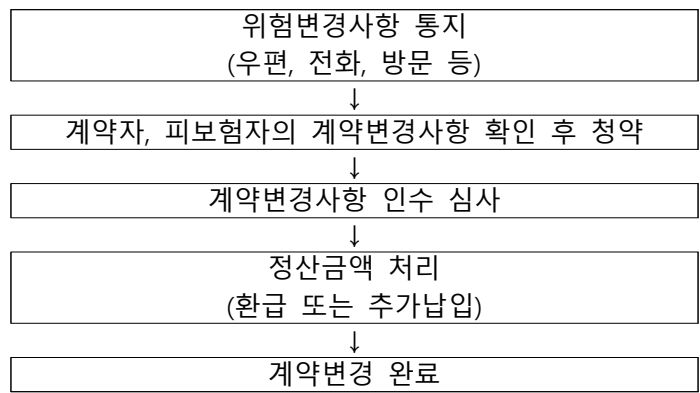 위험변경사항 통지
(우편, 전화, 방문 등)
↓
계약자, 피보험자의 계약변경사항 확인 후 청약
↓
계약변경사항 인수 심사
↓
정산금액 처리
(환급 또는 추가납입)
↓
계약변경 완료